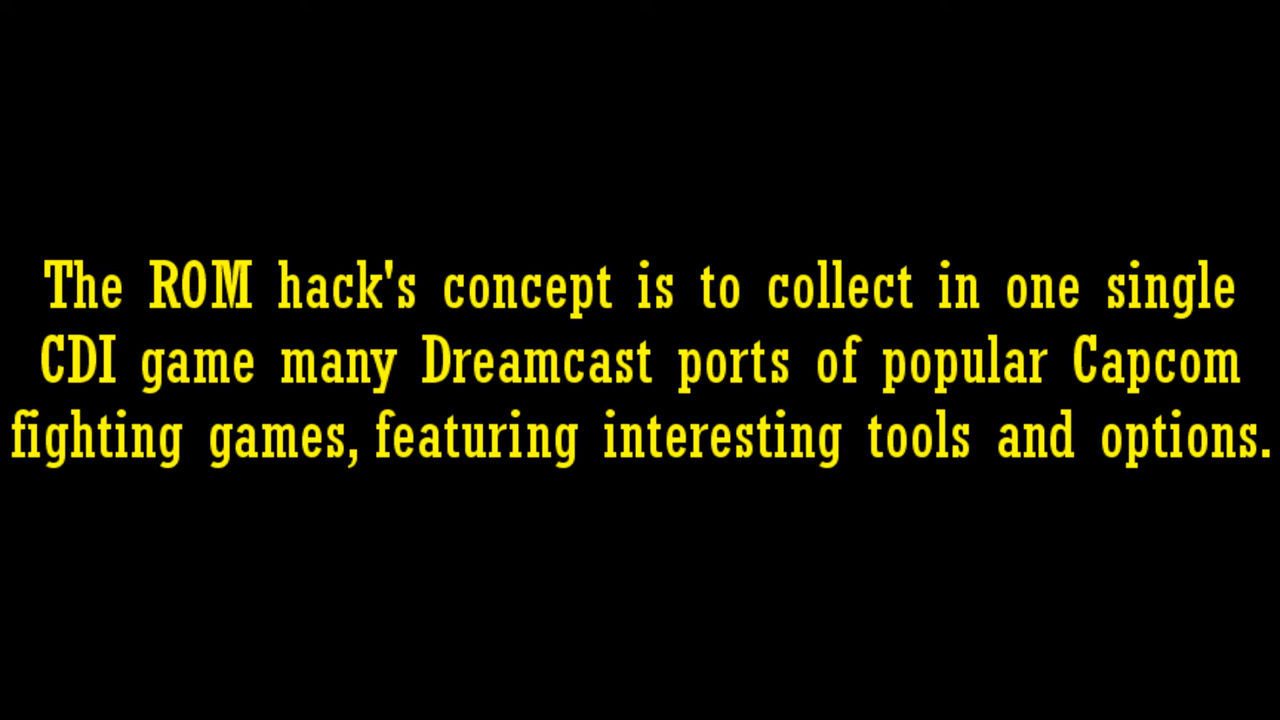 The ROM hack's concept is to collect in one single
CDI game many Dreamcast ports of popular Capcom
fighting games, featuring interesting tools and options.